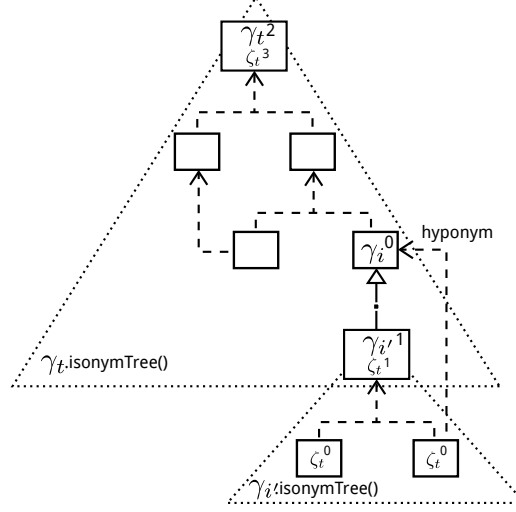 γt2
ζt3
hyponym
γi0
γi′1
ζt1
γt.isonymTree()
ζt0
ζt0
γi′.isonymTree()